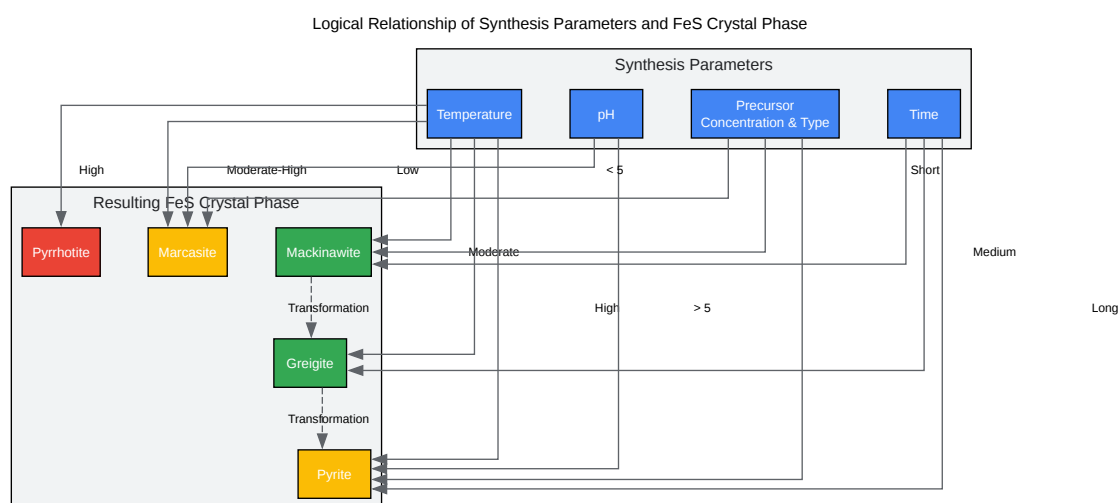 Logical Relationship of Synthesis Parameters and FeS Crystal Phase
Synthesis Parameters
Temperature
pH
Precursor
Concentration & Type
Time
High
Moderate-High
Low
< 5
Short
Resulting FeS Crystal Phase
Pyrrhotite
Marcasite
Mackinawite
Moderate
Medium
Transformation
High
> 5
Long
Greigite
Transformation
Pyrite